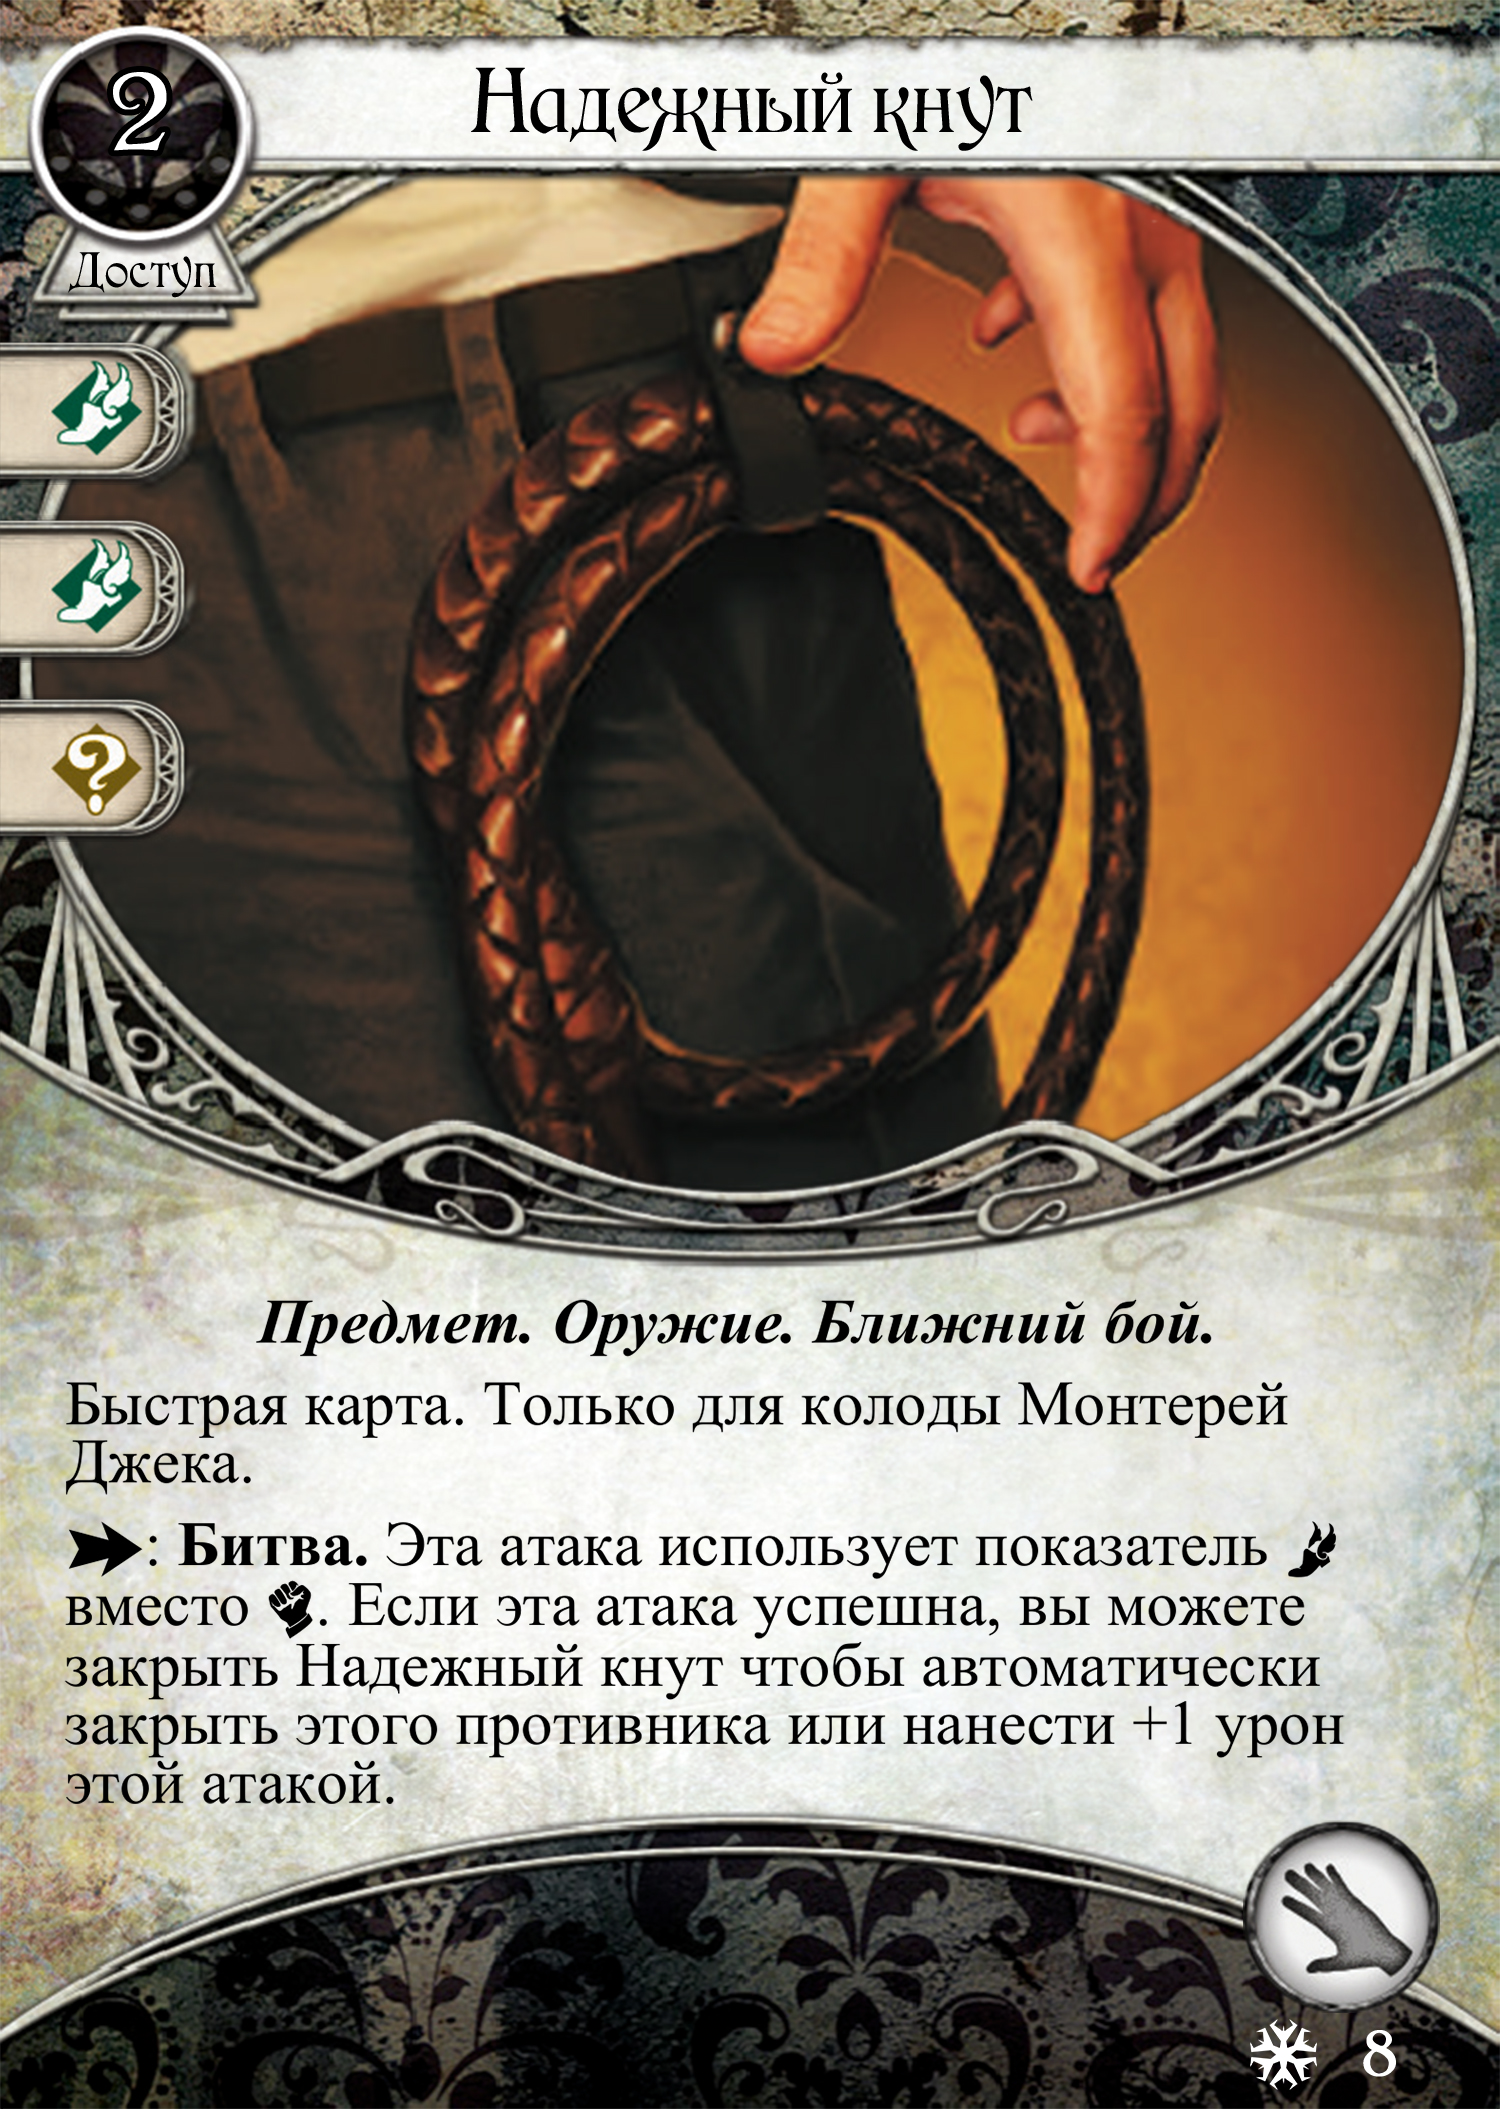 2
Надежный кнут
Доступ
Предмет. Оружие. Ближний бой.
Быстрая карта. Только для колоды Монтерей
Джека.
: Битва. Эта атака использует показатель
вместо . Если эта атака успешна, вы можете
закрыть Надежный кнут чтобы автоматически
закрыть этого противника или нанести +1 урон
этой атакой.
8